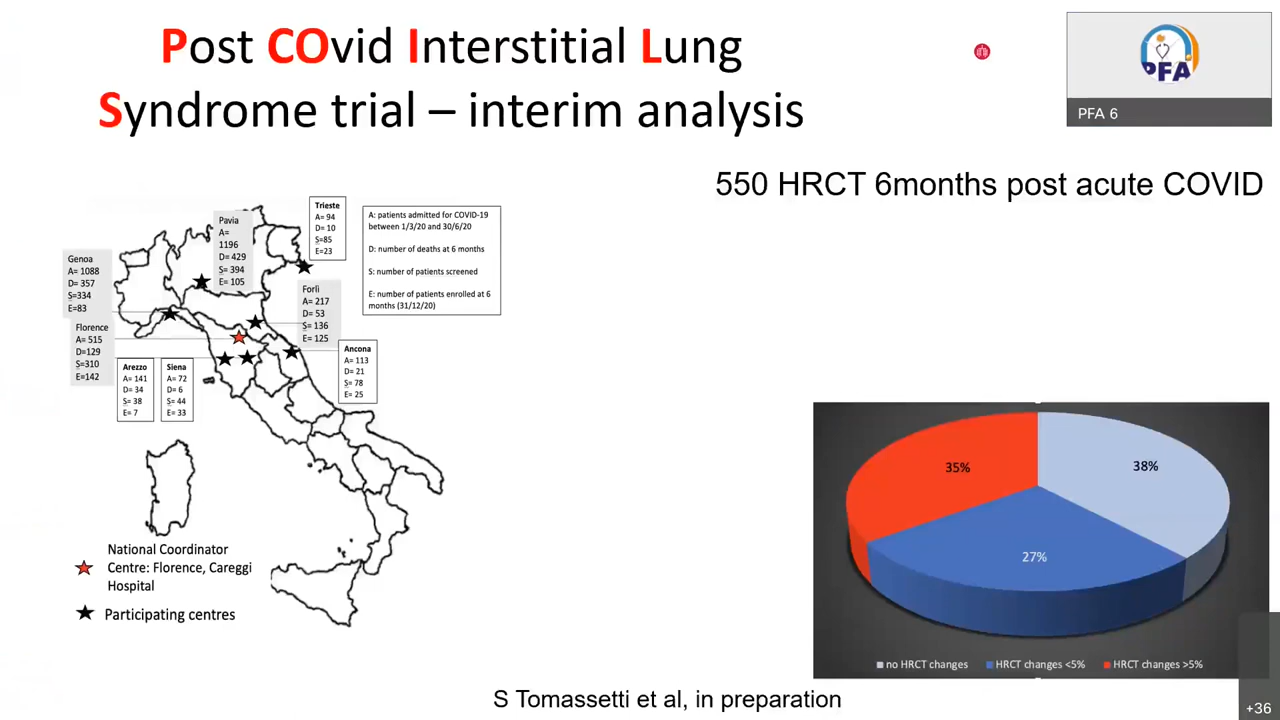 Post COvid Interstitial Lung
Syndrome trial – interim analysis
PFA
PFA 6
550 HRCT 6months post acute COVID
Trieste
A= 94
D= 10
S=85
E=23
A: patients admitted for COVID-19
between 1/3/20 and 30/6/20
D: number of deaths at 6 months
S: number of patients screened
E: number of patients enrolled at 6
months (31/12/20)
Pavia
A=
1196
D= 429
S= 394
E= 105
Genoa
A= 1088
D= 357
S=334
E=83
Forlì
A= 217
D= 53
S= 136
E= 125
Florence
A= 515
D=129
S=310
E=142
Ancona
A= 113
D= 21
S= 78
E= 25
Arezzo
A= 141
D= 34
S= 38
E= 7
Siena
A= 72
D= 6
S= 44
E= 33
35%
38%
27%
no HRCT changes
HRCT changes <5%
HRCT changes >5%
National Coordinator
Centre: Florence, Careggi
Hospital
Participating centres
S Tomassetti et al, in preparation
+36